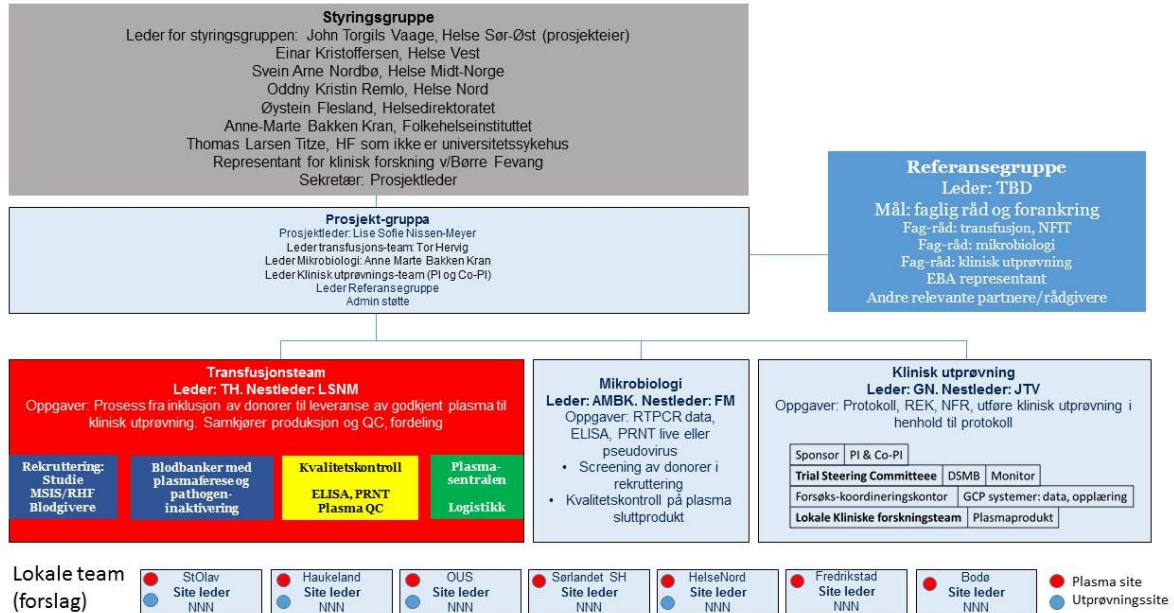 Styringsgruppe
Leder for styringsgruppen: John Torgils Vaage, Helse Sør-Øst (prosjekteier)
Einar Kristoffersen, Helse Vest
Svein Arne Nordbø, Helse Midt-Norge
Oddny Kristin Remlo, Helse Nord
Øystein Flesland, Helsedirektoratet
Anne-Marte Bakken Kran, Folkehelseinstituttet
Thomas Larsen Titze, HF som ikke er universitetssykehus
Representant for klinisk forskning v/Børre Fevang
Sekretær: Prosjektleder
Referansegruppe
Leder: TBD
Mål: faglig råd og forankring
Fag-råd: transfusjon, NFIT
Fag-råd: mikrobiologi
Fag-råd: klinisk utprøvning
EBA representant
Andre relevante partnere/rådgivere
Prosjekt-gruppa
Prosjektleder: Lise Sofie Nissen-Meyer
Leder transfusjons-team: Tor Hervig
Leder Mikrobiologi: Anne Marte Bakken Kran
Leder Klinisk utprøvnings-team (PI og Co-PI)
Leder Referansegruppe
Admin støtte
Transfusjonsteam
Leder: TH. Nestleder: LSNM
Oppgaver: Prosess fra inklusjon av donorer til leveranse av godkjent plasma til
klinisk utprøvning. Samkjører produksjon og QC, fordeling
Rekruttering:
Studie
MSIS/RHF
Blodgivere
Blodbanker med
plasmaferese og
pathogen-
inaktivering
Kvalitetskontroll
ELISA, PRNT
Plasma QC
Plasma-
sentralen
Logistikk
Mikrobiologi
Leder: AMBK. Nestleder: FM
Oppgaver: RTPCR data,
ELISA, PRNT live eller
pseudovirus
• Screening av donorer i
rekruttering
• Kvalitetskontroll på plasma
sluttprodukt
Klinisk utprøvning
Leder: GN. Nestleder: JTV
Oppgaver: Protokoll, REK, NFR, utføre klinisk utprøvning i
henhold til protokoll
Sponsor PI & Co-PI
Trial Steering Committeee DSMB Monitor
Forsøks-koordineringskontor GCP systemer: data, opplæring
Lokale Kliniske forskningsteam Plasmaprodukt
Lokale team
(forslag)
StOlav
Site leder
NNN
Haukeland
Site leder
NNN
OUS
Site leder
NNN
Sørlandet SH
Site leder
NNN
HelseNord
Site leder
NNN
Fredrikstad
Site leder
NNN
Bodø
Site leder
NNN
Plasma site
Utprøvningssite